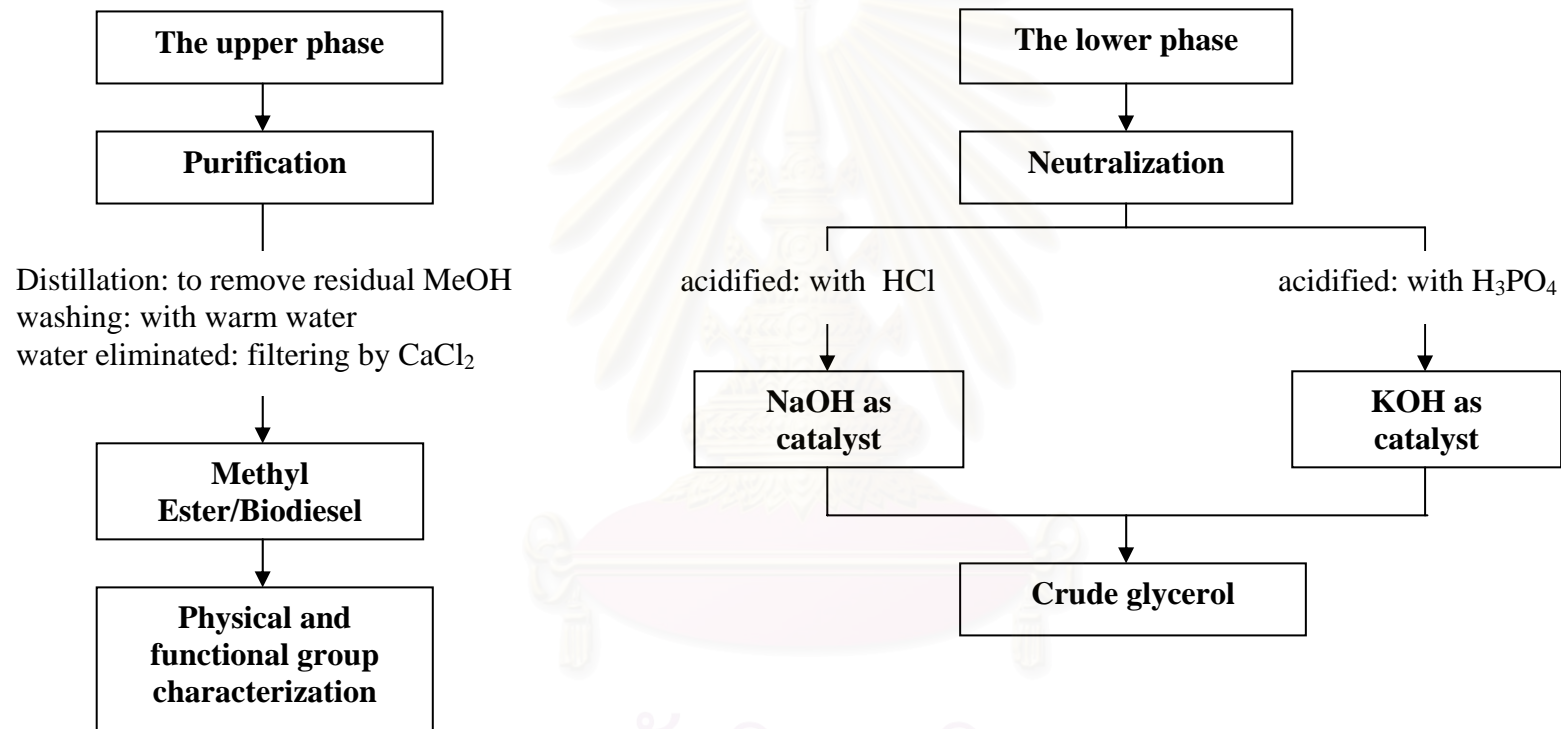 The upper phase
Purification
Distillation: to remove residual MeOH
washing: with warm water
water eliminated: filtering by CaCl₂
Methyl
Ester/Biodiesel
Physical and
functional group
characterization
The lower phase
Neutralization
acidified: with HCl
acidified: with H₃PO₄
NaOH as
catalyst
KOH as
catalyst
Crude glycerol